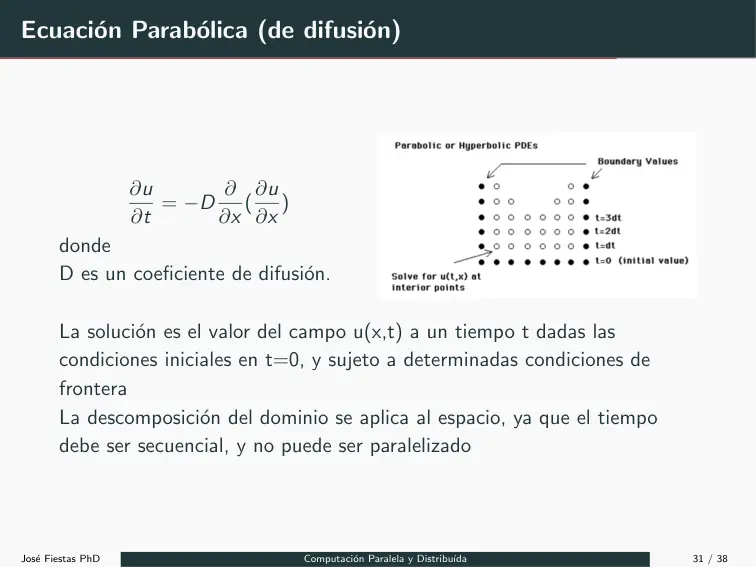 Ecuación Parabólica (de difusión)
∂u/∂t = −D ∂/∂x (∂u/∂x)
donde
D es un coeficiente de difusión.
Parabolic or Hyperbolic PDEs
Boundary Values
t=3dt
t=2dt
t=dt
t=0 (initial value)
Solve for u(t,x) at
interior points
La solución es el valor del campo u(x,t) a un tiempo t dadas las
condiciones iniciales en t=0, y sujeto a determinadas condiciones de
frontera
La descomposición del dominio se aplica al espacio, ya que el tiempo
debe ser secuencial, y no puede ser paralelizado
José Fiestas PhD
Computación Paralela y Distribuída
31 / 38